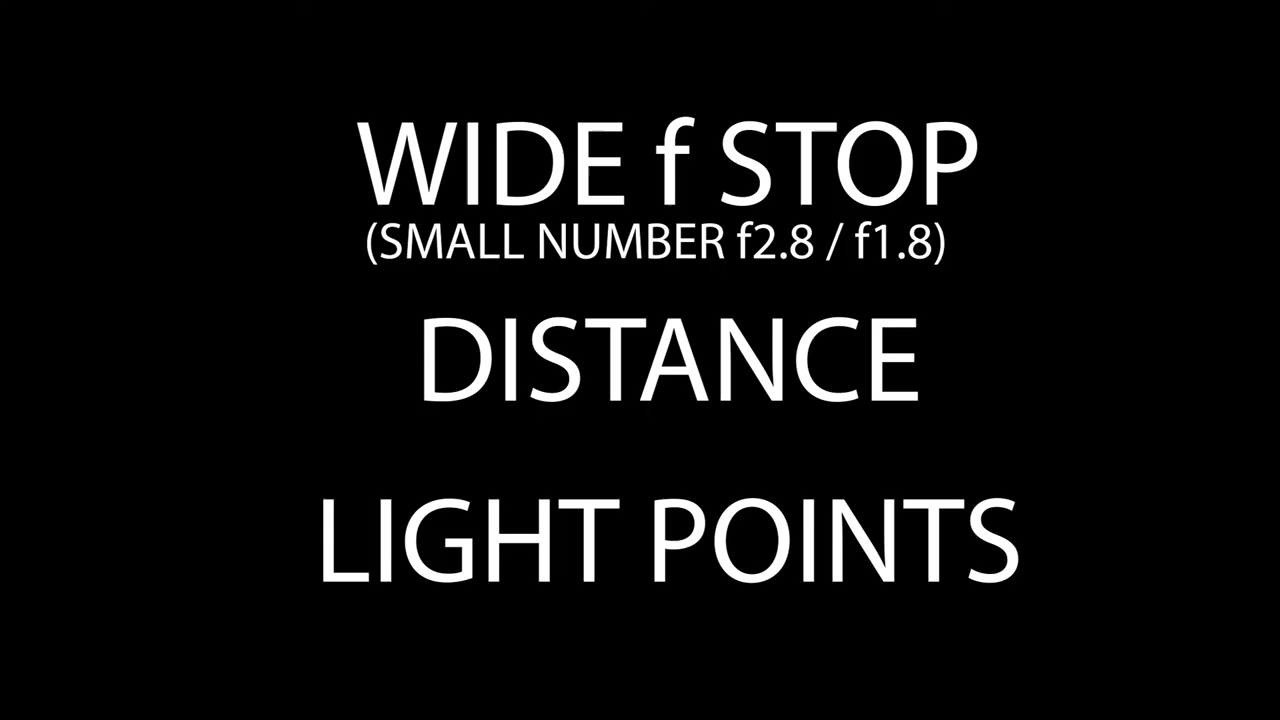 WIDE f STOP
(SMALL NUMBER f2.8 / f1.8)
DISTANCE
LIGHT POINTS